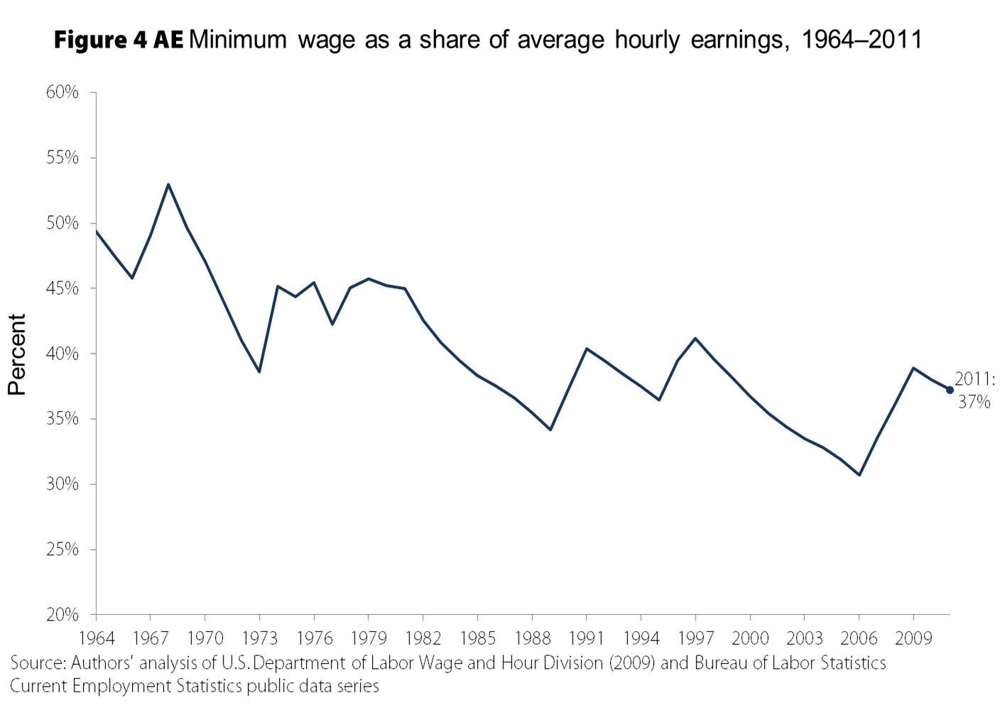 Figure 4 AE Minimum wage as a share of average hourly earnings, 1964–2011
60%
55%
50%
45%
40%
35%
30%
25%
20%
Percent
2011:
37%
1964 1967 1970 1973 1976 1979 1982 1985 1988 1991 1994 1997 2000 2003 2006 2009
Source: Authors' analysis of U.S. Department of Labor Wage and Hour Division (2009) and Bureau of Labor Statistics
Current Employment Statistics public data series